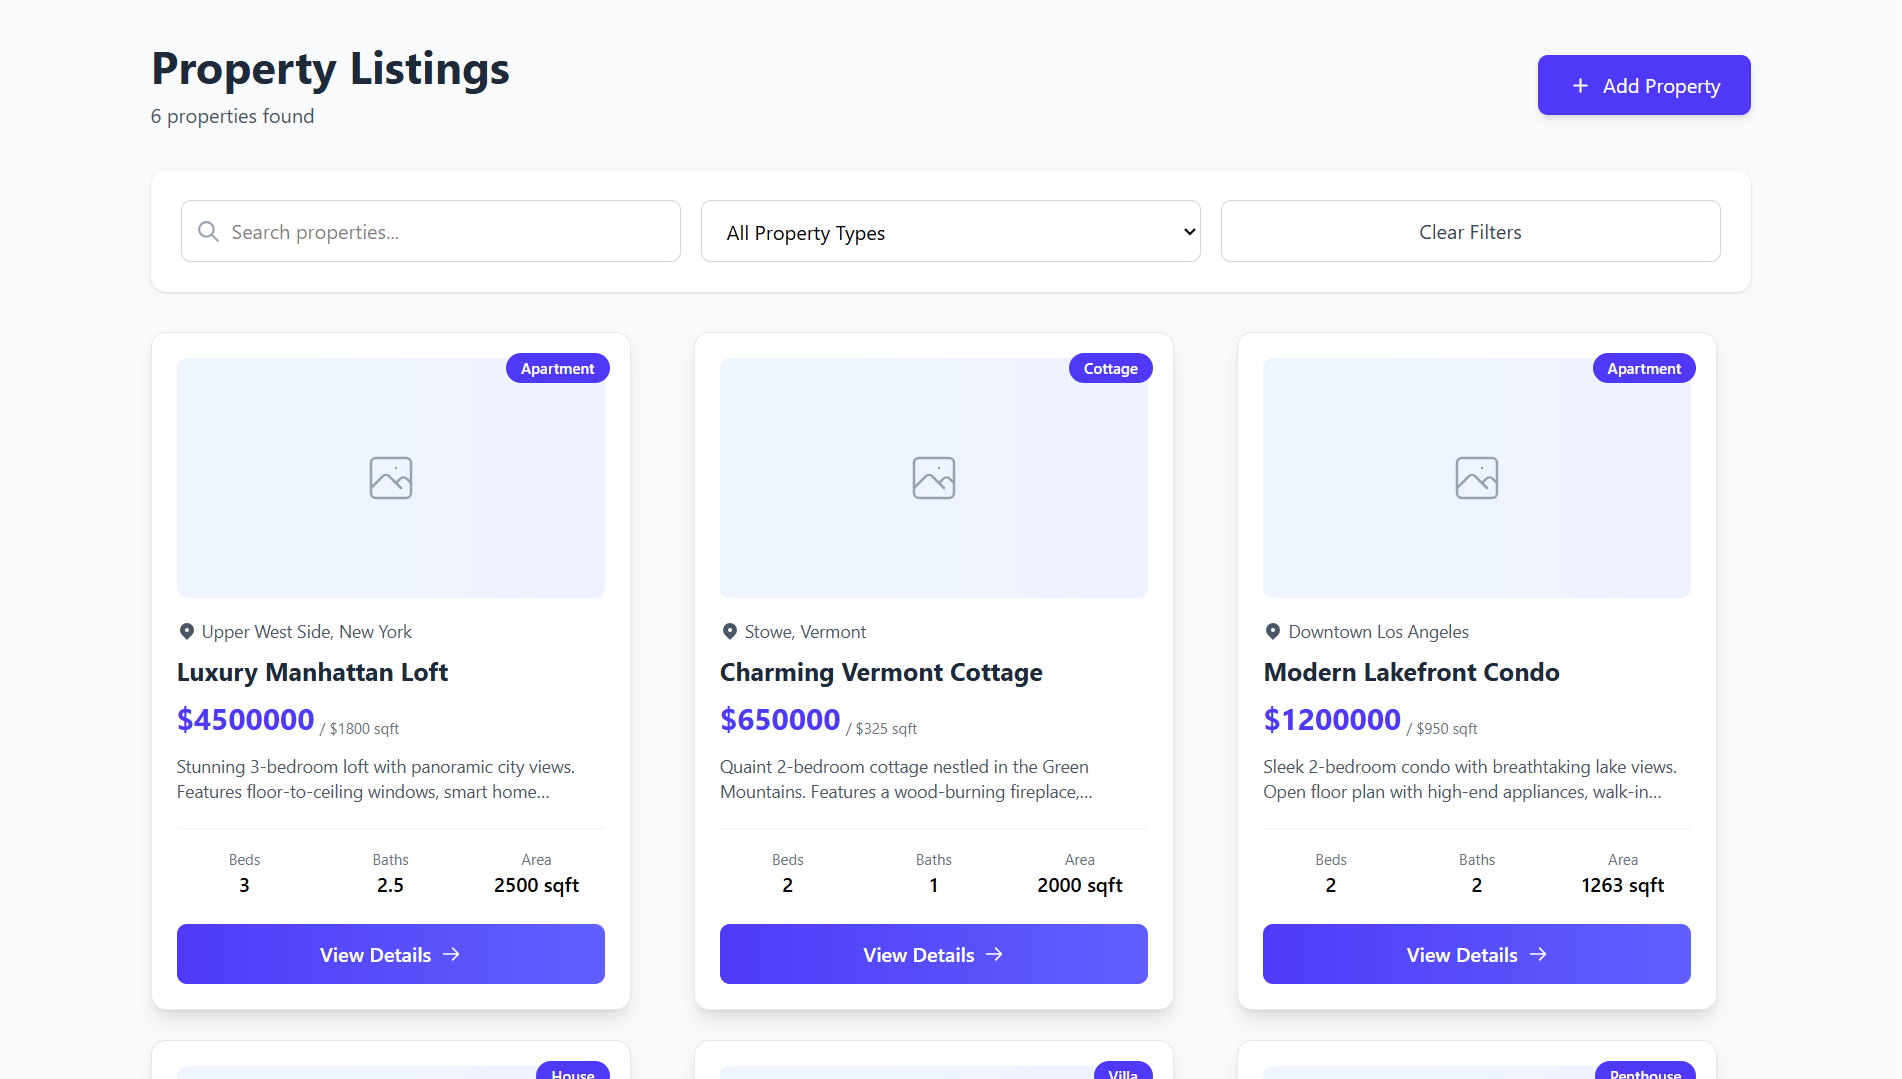 Property Listings
6 properties found
+ Add Property
Search properties...
All Property Types
Clear Filters
Apartment
Upper West Side, New York
Luxury Manhattan Loft
$4500000 / $1800 sqft
Stunning 3-bedroom loft with panoramic city views.
Features floor-to-ceiling windows, smart home...
Beds Baths Area
3 2.5 2500 sqft
View Details →
Cottage
Stowe, Vermont
Charming Vermont Cottage
$650000 / $325 sqft
Quaint 2-bedroom cottage nestled in the Green
Mountains. Features a wood-burning fireplace,...
Beds Baths Area
2 1 2000 sqft
View Details →
Apartment
Downtown Los Angeles
Modern Lakefront Condo
$1200000 / $950 sqft
Sleek 2-bedroom condo with breathtaking lake views.
Open floor plan with high-end appliances, walk-in...
Beds Baths Area
2 2 1263 sqft
View Details →
House
Villa
Penthouse